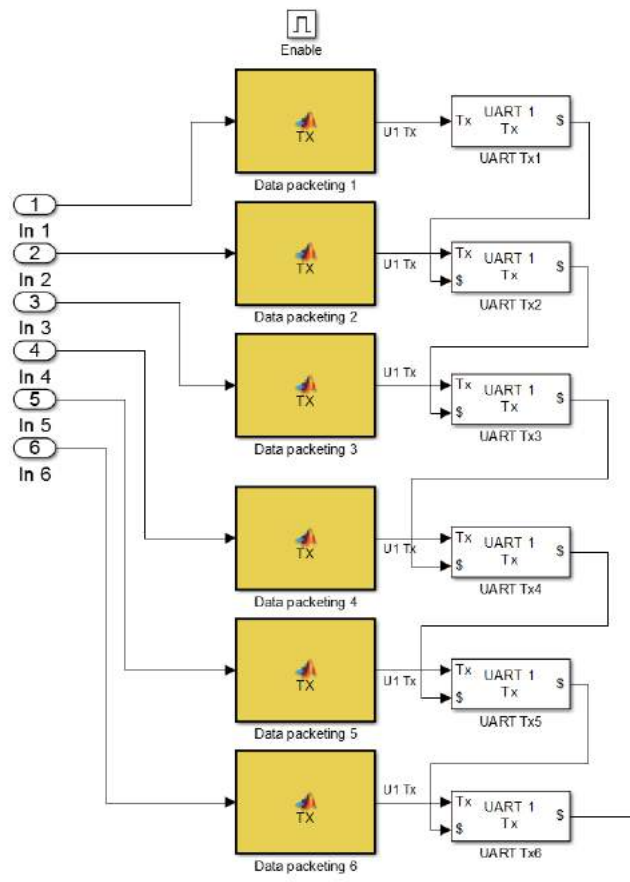 Enable
TX
Data packeting 1
U1 Tx
Tx UART 1 $
Tx
UART Tx1
1
In 1
2
In 2
3
In 3
4
In 4
5
In 5
6
In 6
TX
Data packeting 2
U1 Tx
Tx UART 1 $
$ Tx
UART Tx2
TX
Data packeting 3
U1 Tx
Tx UART 1 $
$ Tx
UART Tx3
TX
Data packeting 4
U1 Tx
Tx UART 1 $
$ Tx
UART Tx4
TX
Data packeting 5
U1 Tx
Tx UART 1 $
$ Tx
UART Tx5
TX
Data packeting 6
U1 Tx
Tx UART 1 $
$ Tx
UART Tx6